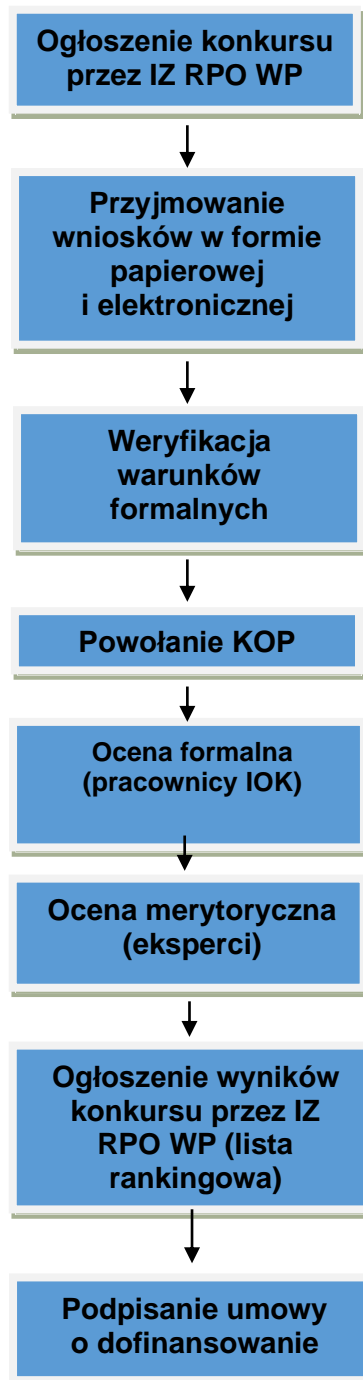 Ogłoszenie konkursu
przez IZ RPO WP
Przyjmowanie
wniosków w formie
papierowej
i elektronicznej
Weryfikacja
warunków
formalnych
Powołanie KOP
Ocena formalna
(pracownicy IOK)
Ocena merytoryczna
(eksperci)
Ogłoszenie wyników
konkursu przez IZ
RPO WP (lista
rankingowa)
Podpisanie umowy
o dofinansowanie